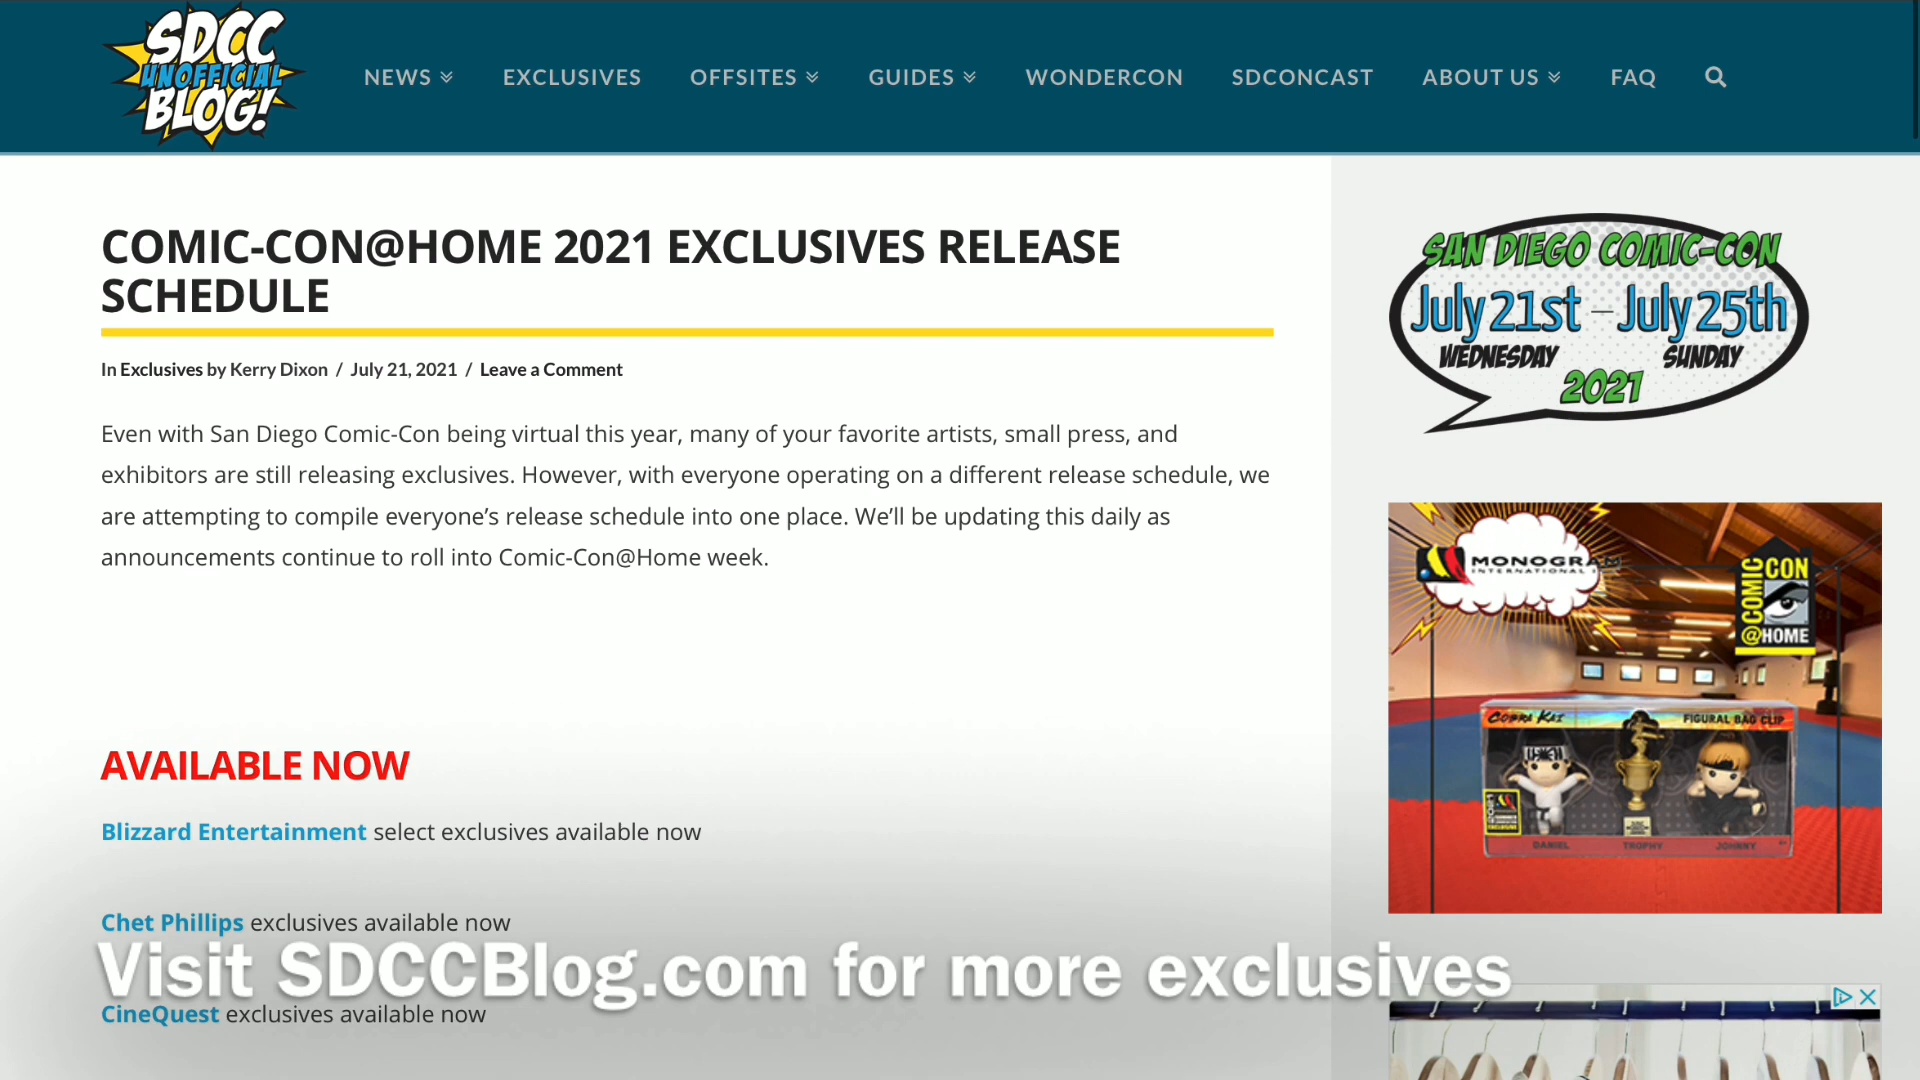 SDCC
UNOFFICIAL
BLOG!
NEWS
EXCLUSIVES
OFFSITES
GUIDES
WONDERCON
SDCONCAST
ABOUT US
FAQ
COMIC-CON@HOME 2021 EXCLUSIVES RELEASE
SCHEDULE
In Exclusives by Kerry Dixon / July 21, 2021 / Leave a Comment
Even with San Diego Comic-Con being virtual this year, many of your favorite artists, small press, and
exhibitors are still releasing exclusives. However, with everyone operating on a different release schedule, we
are attempting to compile everyone’s release schedule into one place. We’ll be updating this daily as
announcements continue to roll into Comic-Con@Home week.
AVAILABLE NOW
Blizzard Entertainment select exclusives available now
Chet Phillips exclusives available now
Visit SDCCBlog.com for more exclusives
CineQuest exclusives available now
SAN DIEGO COMIC-CON
July 21st – July 25th
WEDNESDAY SUNDAY
2021
MONOGRAM
INTERNATIONAL
COMIC CON
@HOME
COBRA KAI FIGURAL BAG CLIP
DANIEL TROPHY JOHNNY